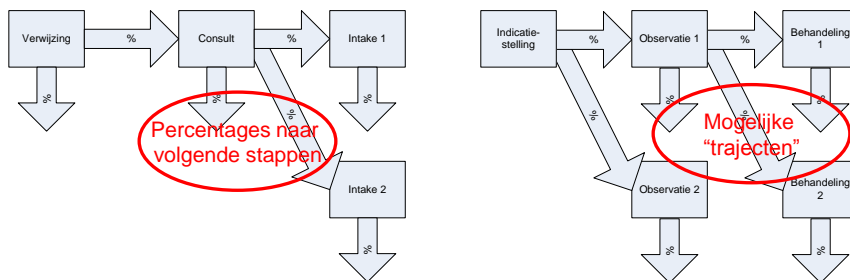 Verwijzing
%
Consult
%
Intake 1
%
%
%
%
Percentages naar
volgende stappen
Intake 2
%
Indicatie-
stelling
%
Observatie 1
%
Behandeling
1
%
%
%
%
Mogelijke
“trajecten”
Observatie 2
Behandeling
2
%
%